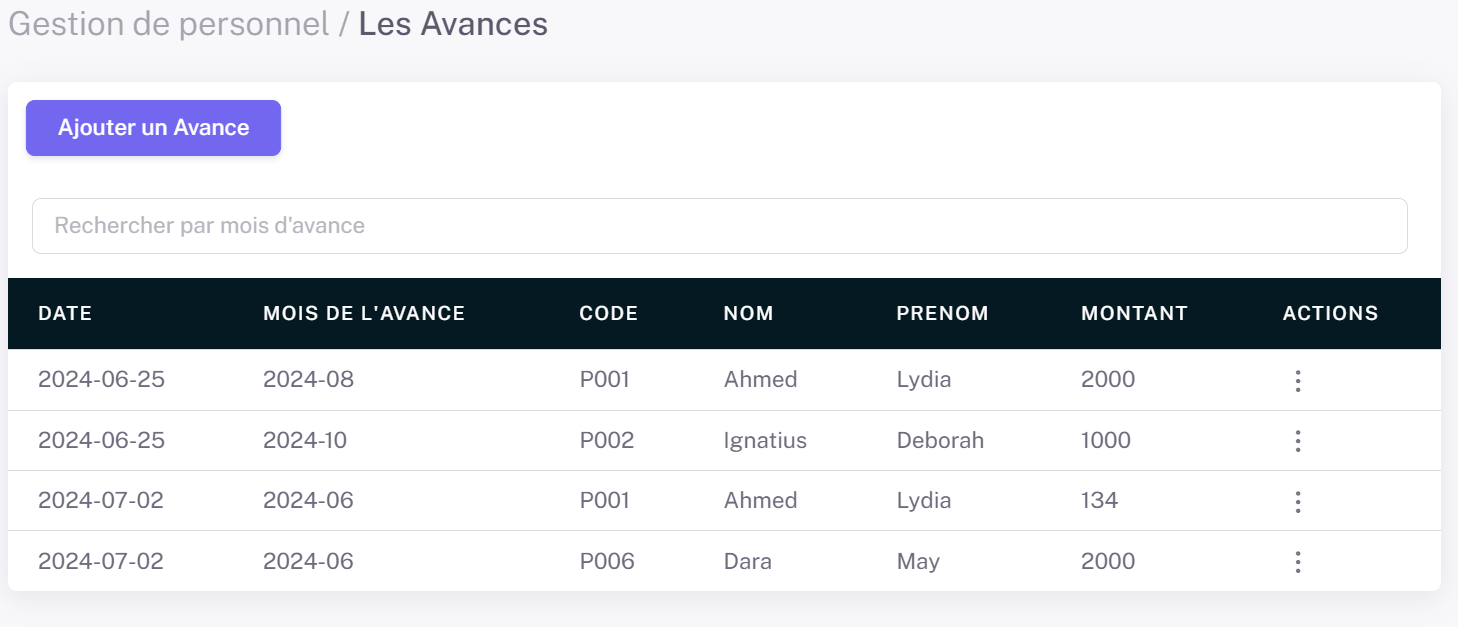 Gestion de personnel / Les Avances
Ajouter un Avance
Rechercher par mois d'avance
DATE MOIS DE L'AVANCE CODE NOM PRENOM MONTANT ACTIONS
2024-06-25 2024-08 P001 Ahmed Lydia 2000
2024-06-25 2024-10 P002 Ignatius Deborah 1000
2024-07-02 2024-06 P001 Ahmed Lydia 134
2024-07-02 2024-06 P006 Dara May 2000